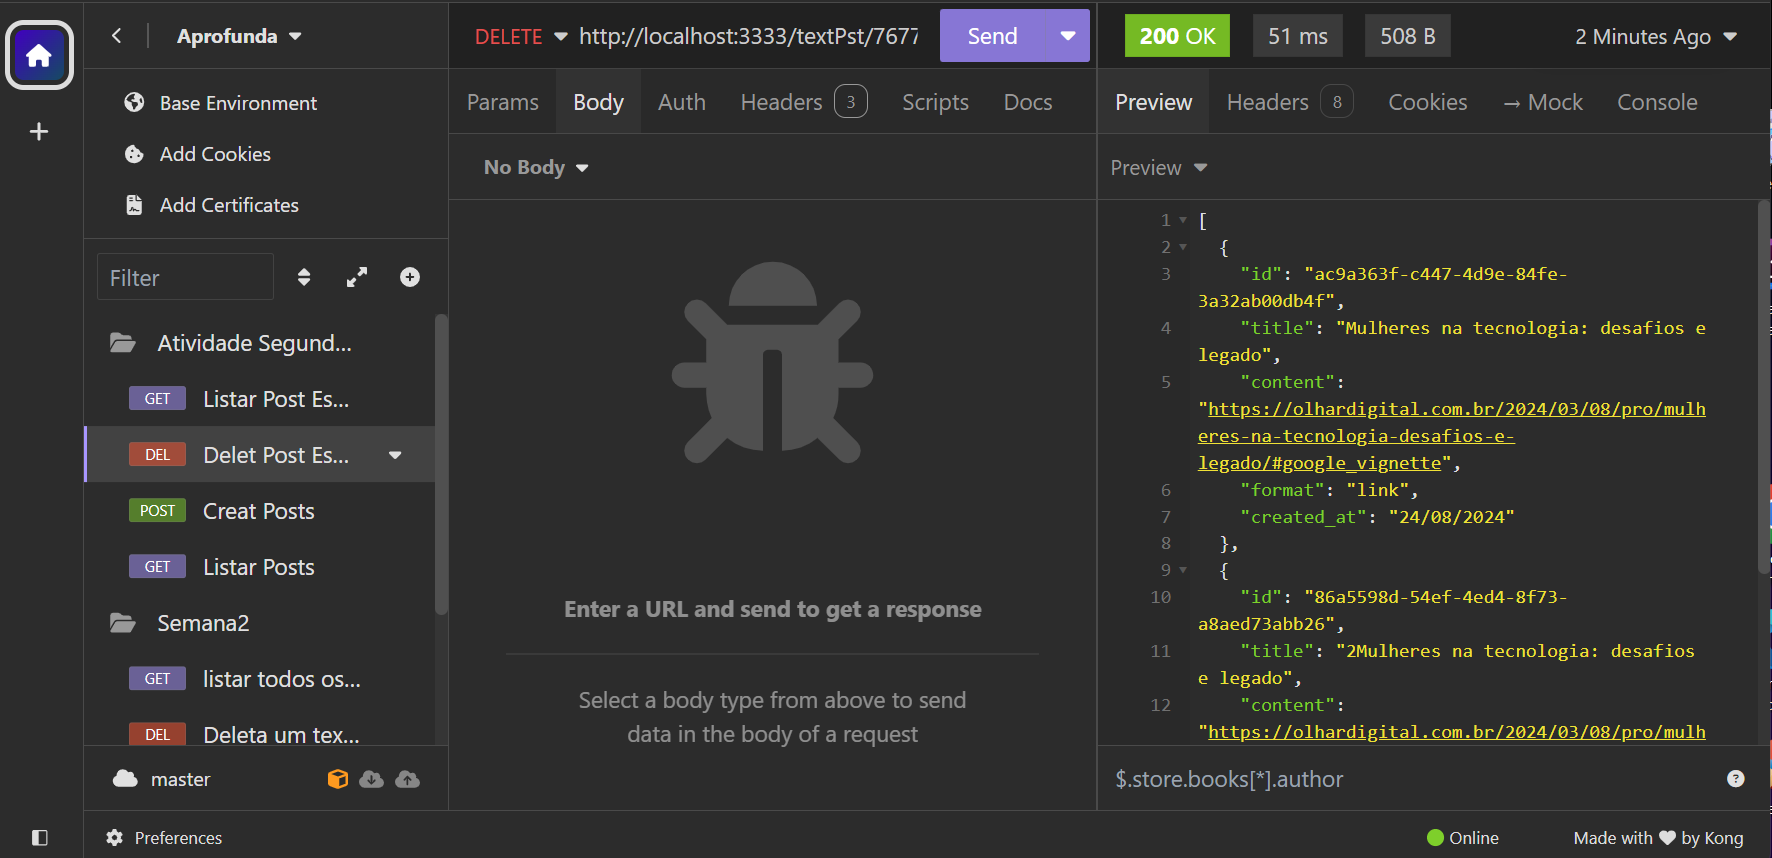 Aprofunda
Base Environment
Add Cookies
Add Certificates
Filter
Atividade Segund...
GET Listar Post Es...
DEL Delet Post Es...
POST Creat Posts
GET Listar Posts
Semana2
GET listar todos os...
DEL Deleta um tex...
master
Preferences
DELETE http://localhost:3333/textPst/7677 Send
Params Body Auth Headers 3 Scripts Docs
No Body
Enter a URL and send to get a response
Select a body type from above to send
data in the body of a request
200 OK 51 ms 508 B 2 Minutes Ago
Preview Headers 8 Cookies → Mock Console
Preview
1 [
2 {
3 "id": "ac9a363f-c447-4d9e-84fe-
3a32ab00db4f",
4 "title": "Mulheres na tecnologia: desafios e
legado",
5 "content":
"https://olhardigital.com.br/2024/03/08/pro/mulh
eres-na-tecnologia-desafios-e-
legado/#google_vignette",
6 "format": "link",
7 "created_at": "24/08/2024"
8 },
9 {
10 "id": "86a5598d-54ef-4ed4-8f73-
a8aed73abb26",
11 "title": "2Mulheres na tecnologia: desafios
e legado",
12 "content":
"https://olhardigital.com.br/2024/03/08/pro/mulh
$.store.books[*].author
Online Made with ♥ by Kong